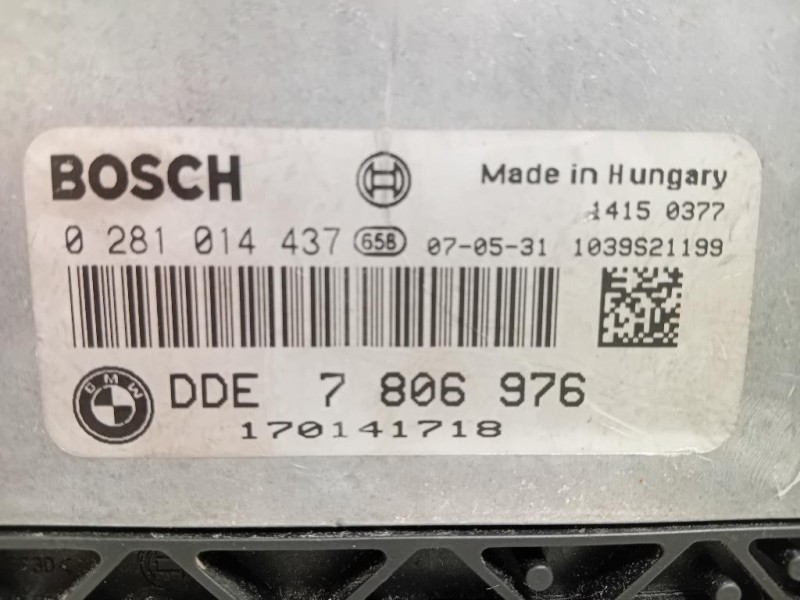 BOSCH
Made in Hungary
1415 0377
0 281 014 437 658 07-05-31 1039S21199
BMW DDE 7 806 976
170141718